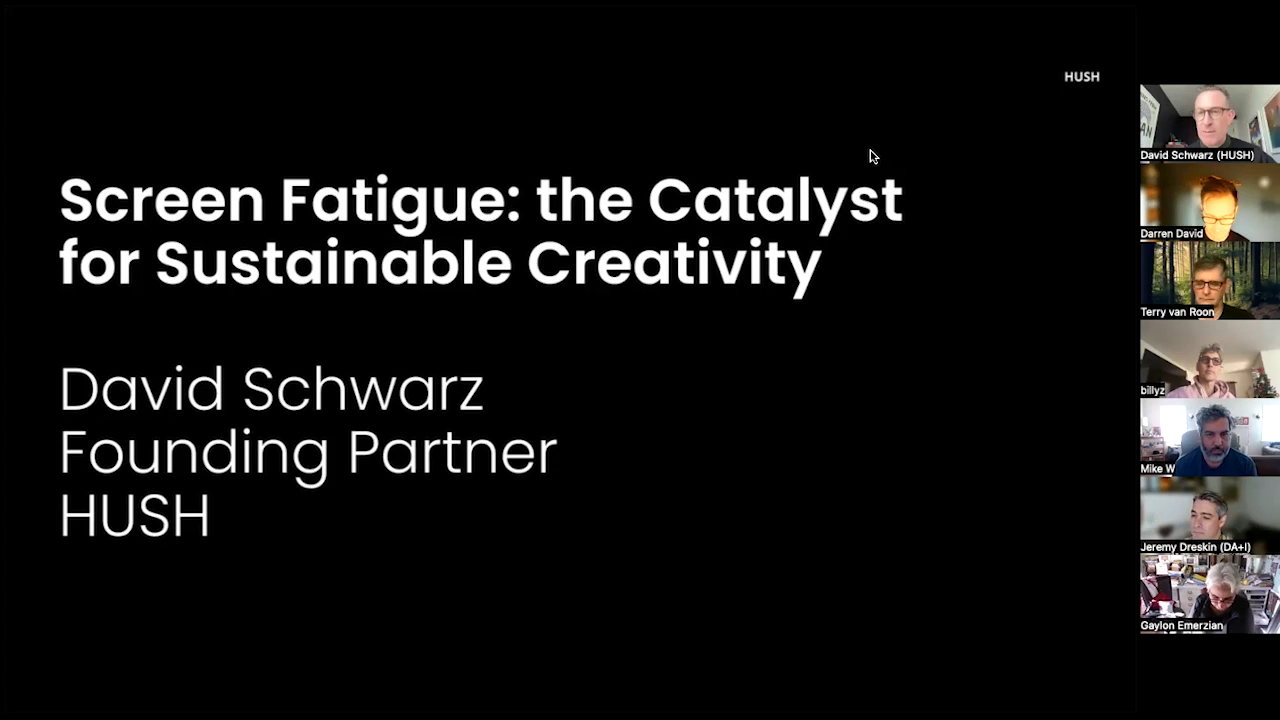 HUSH
Screen Fatigue: the Catalyst
for Sustainable Creativity
David Schwarz
Founding Partner
HUSH
David Schwarz (HUSH)
Darren David
Terry van Roon
billyz
Mike W
Jeremy Dreskin (DA+I)
Gaylon Emerzian